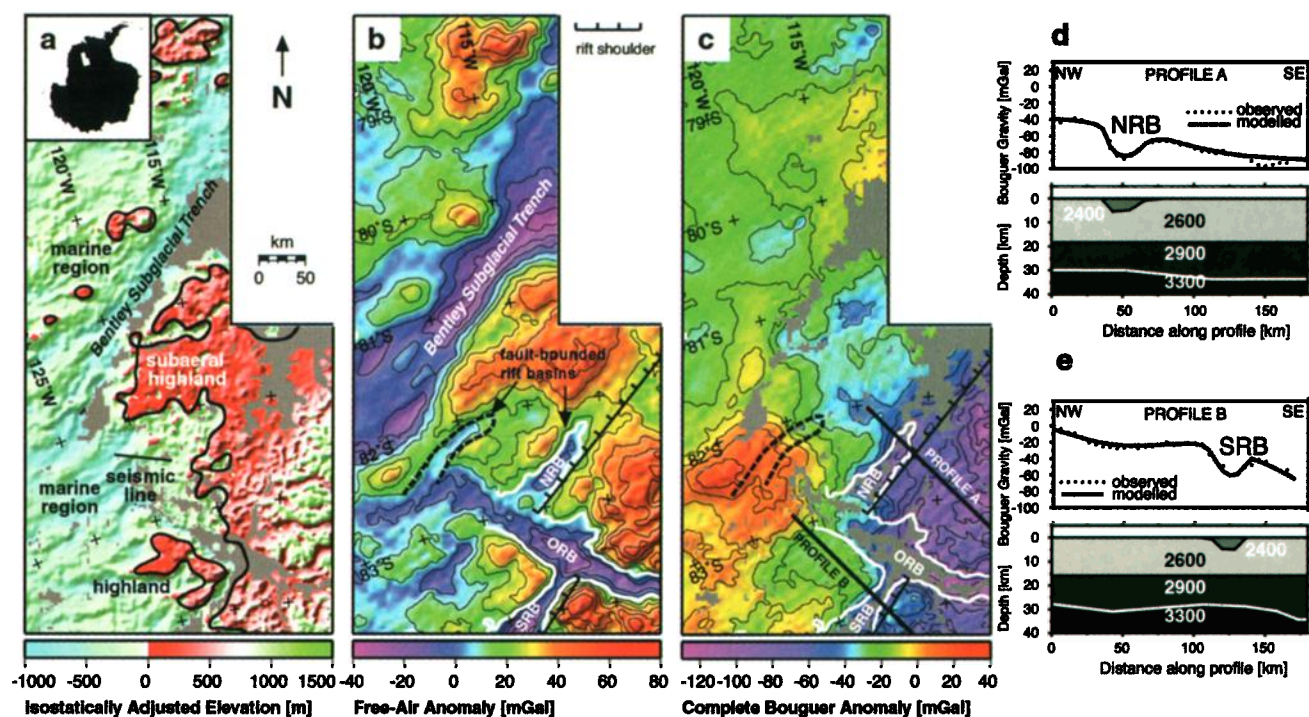 a
N
km
0 50
120°W
115°W
marine region
Bentley Subglacial Trench
125°W
subaeral highland
seismic line
marine region
highland
-1000 -500 0 500 1000 1500
Isostatically Adjusted Elevation [m]
b
rift shoulder
115°W
120°W
79°S
80°S
81°S
Bentley Subglacial Trench
fault-bounded rift basins
82°S
NRB
ORB
83°S
SRB
-40 -20 0 20 40 60 80
Free-Air Anomaly [mGal]
c
115°W
120°W
79°S
80°S
81°S
82°S
NRB
PROFILE A
ORB
83°S
PROFILE B
SRB
-120 -100 -80 -60 -40 -20 0 20 40
Complete Bouguer Anomaly [mGal]
d
NW PROFILE A SE
observed
modelled
NRB
20
0
-20
-40
-60
-80
-100
Bouguer Gravity [mGal]
2400
2600
2900
3300
0
10
20
30
40
Depth [km]
0 50 100 150
Distance along profile [km]
e
NW PROFILE B SE
SRB
observed
modelled
20
0
-20
-40
-60
-80
-100
Bouguer Gravity [mGal]
2400
2600
2900
3300
0
10
20
30
40
Depth [km]
0 50 100 150
Distance along profile [km]